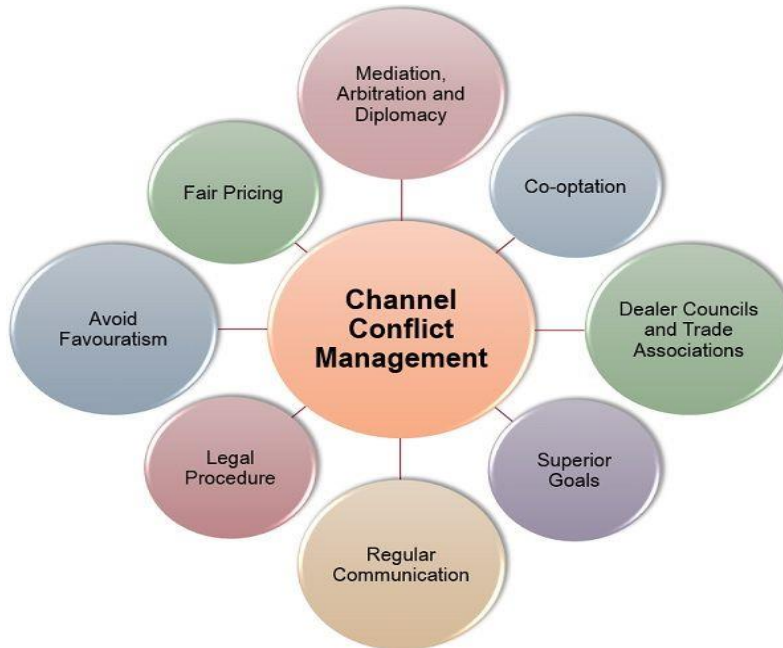 Mediation,
Arbitration and
Diplomacy
Co-optation
Dealer Councils
and Trade
Associations
Superior
Goals
Regular
Communication
Legal
Procedure
Avoid
Favouratism
Fair Pricing
Channel
Conflict
Management